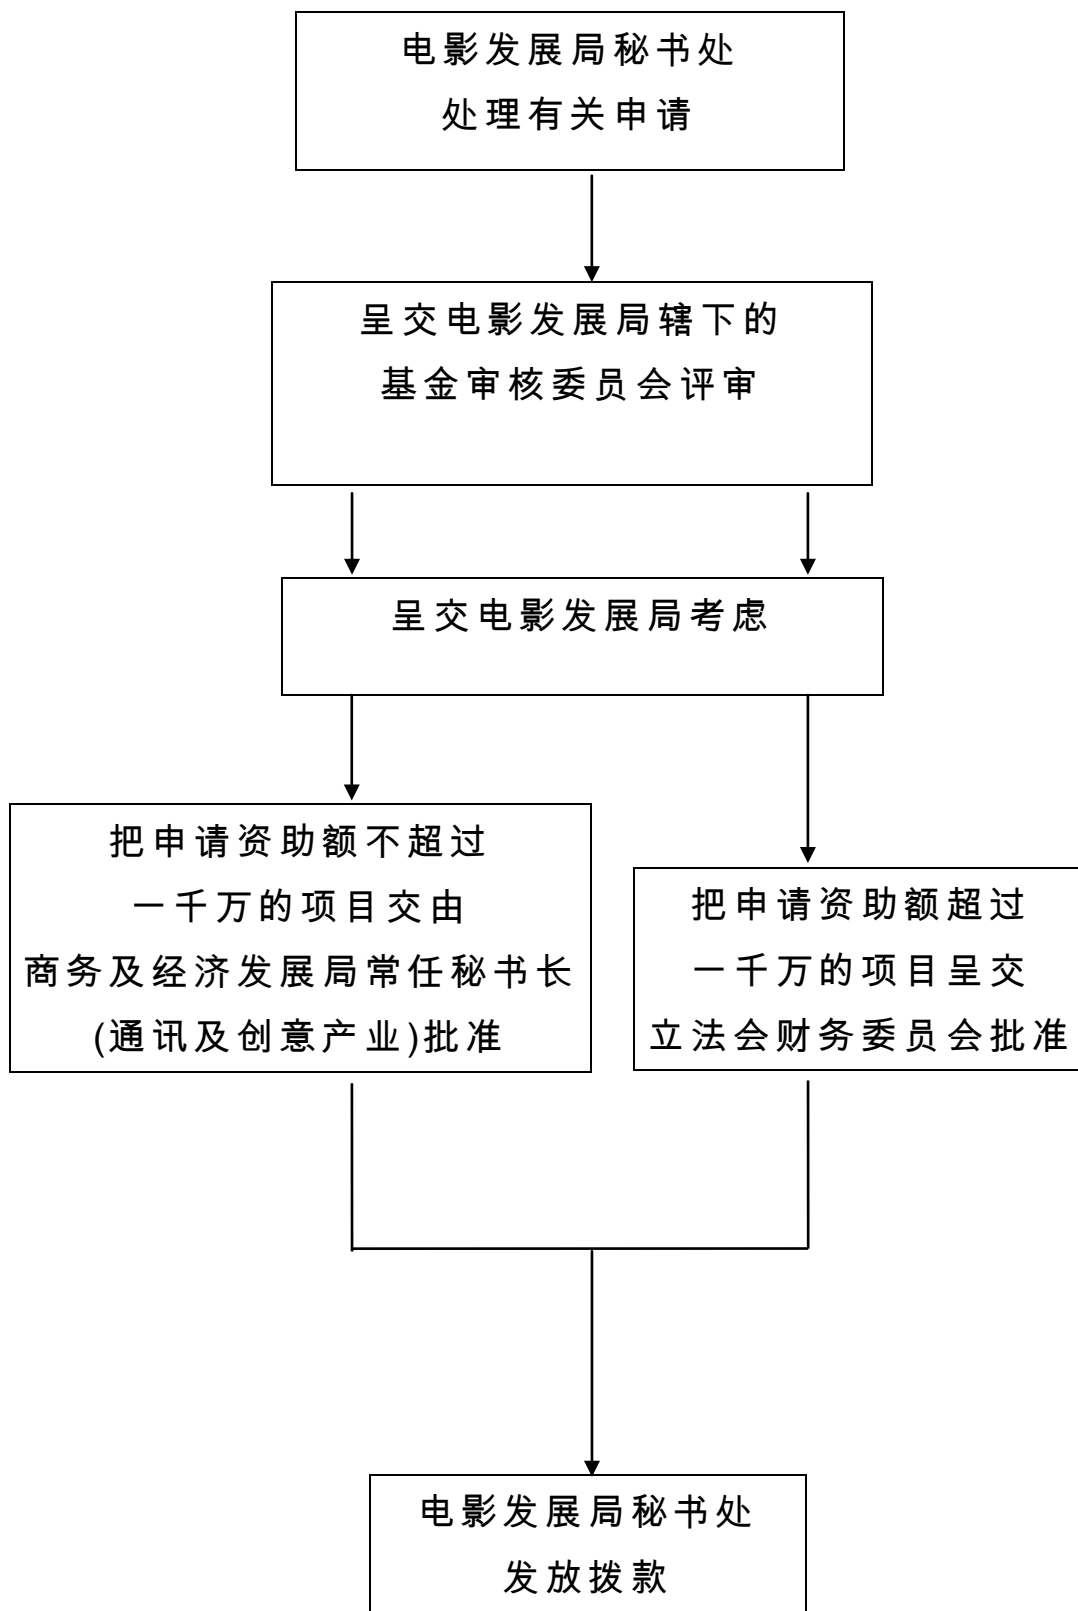 电影发展局秘书处
处理有关申请
呈交电影发展局辖下的
基金审核委员会评审
呈交电影发展局考虑
把申请资助额不超过
一千万的项目交由
商务及经济发展局常任秘书长
(通讯及创意产业)批准
把申请资助额超过
一千万的项目呈交
立法会财务委员会批准
电影发展局秘书处
发放拨款